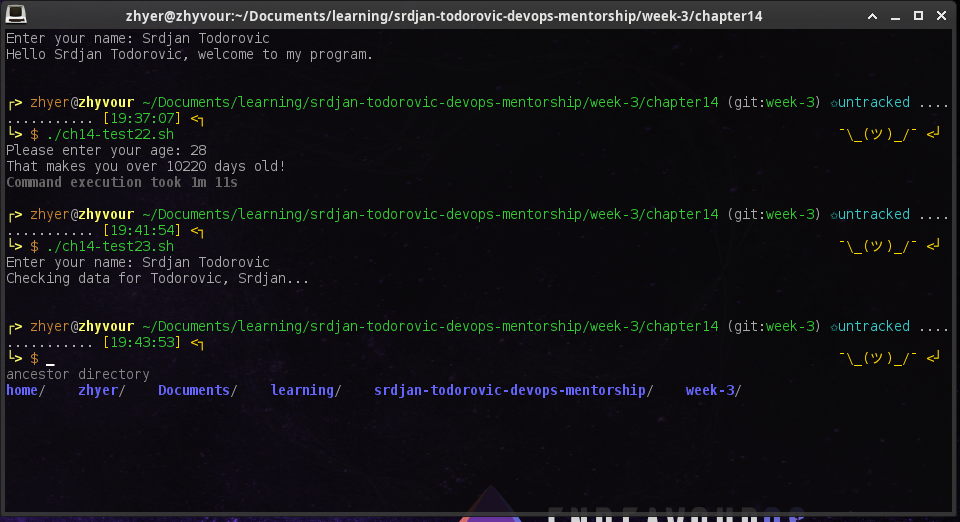 zhyer@zhyvour:~/Documents/learning/srdjan-todorovic-devops-mentorship/week-3/chapter14
Enter your name: Srdjan Todorovic
Hello Srdjan Todorovic, welcome to my program.
┌> zhyer@zhyvour ~/Documents/learning/srdjan-todorovic-devops-mentorship/week-3/chapter14 (git:week-3) ✩untracked ....
........... [19:37:07] <┐
└> $ ./ch14-test22.sh ¯\_(ツ)_/¯ <┘
Please enter your age: 28
That makes you over 10220 days old!
Command execution took 1m 11s
┌> zhyer@zhyvour ~/Documents/learning/srdjan-todorovic-devops-mentorship/week-3/chapter14 (git:week-3) ✩untracked ....
........... [19:41:54] <┐
└> $ ./ch14-test23.sh ¯\_(ツ)_/¯ <┘
Enter your name: Srdjan Todorovic
Checking data for Todorovic, Srdjan...
┌> zhyer@zhyvour ~/Documents/learning/srdjan-todorovic-devops-mentorship/week-3/chapter14 (git:week-3) ✩untracked ....
........... [19:43:53] <┐
└> $ _ ¯\_(ツ)_/¯ <┘
ancestor directory
home/ zhyer/ Documents/ learning/ srdjan-todorovic-devops-mentorship/ week-3/
ENDEAVOUROS